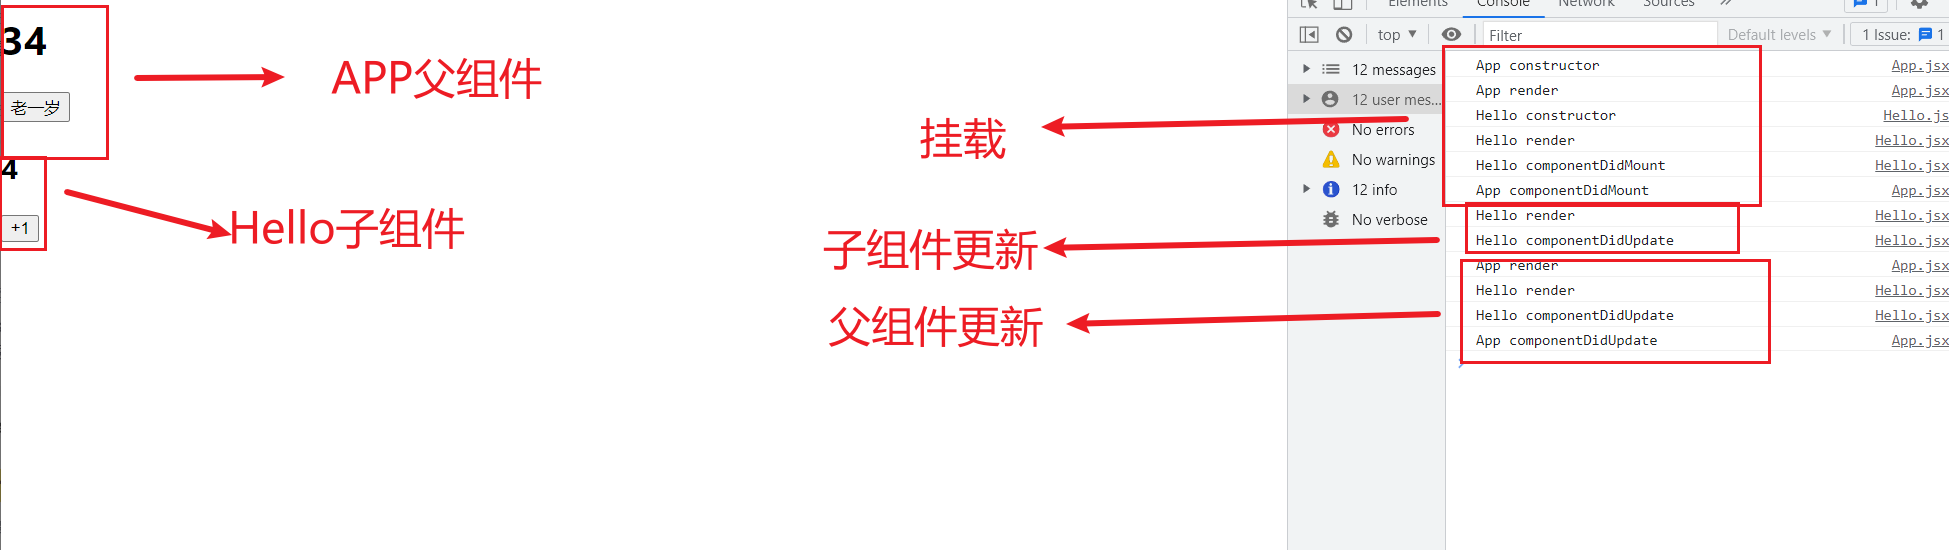 34
APP父组件
老一岁
4
Hello子组件
+1
挂载
子组件更新
父组件更新
Elements Console Network Sources » 1
top ▼ Filter Default levels ▼ 1 Issue: 1
12 messages
12 user mes...
No errors
No warnings
12 info
No verbose
App constructor App.jsx
App render App.jsx
Hello constructor Hello.js
Hello render Hello.jsx
Hello componentDidMount Hello.jsx
App componentDidMount App.jsx
Hello render Hello.jsx
Hello componentDidUpdate Hello.jsx
App render App.jsx
Hello render Hello.jsx
Hello componentDidUpdate Hello.jsx
App componentDidUpdate App.jsx